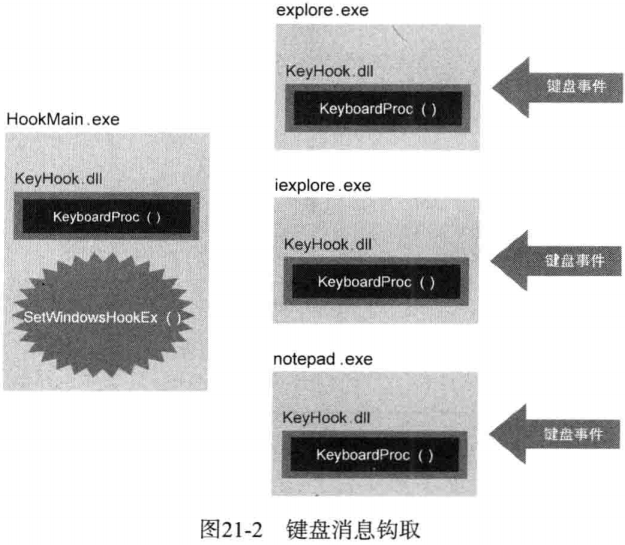 HookMain.exe
KeyHook.dll
KeyboardProc ( )
SetWindowsHookEx ( )
explore.exe
KeyHook.dll
KeyboardProc ( )
键盘事件
iexplore.exe
KeyHook.dll
KeyboardProc ( )
键盘事件
notepad.exe
KeyHook.dll
KeyboardProc ( )
键盘事件
图21-2 键盘消息钩取